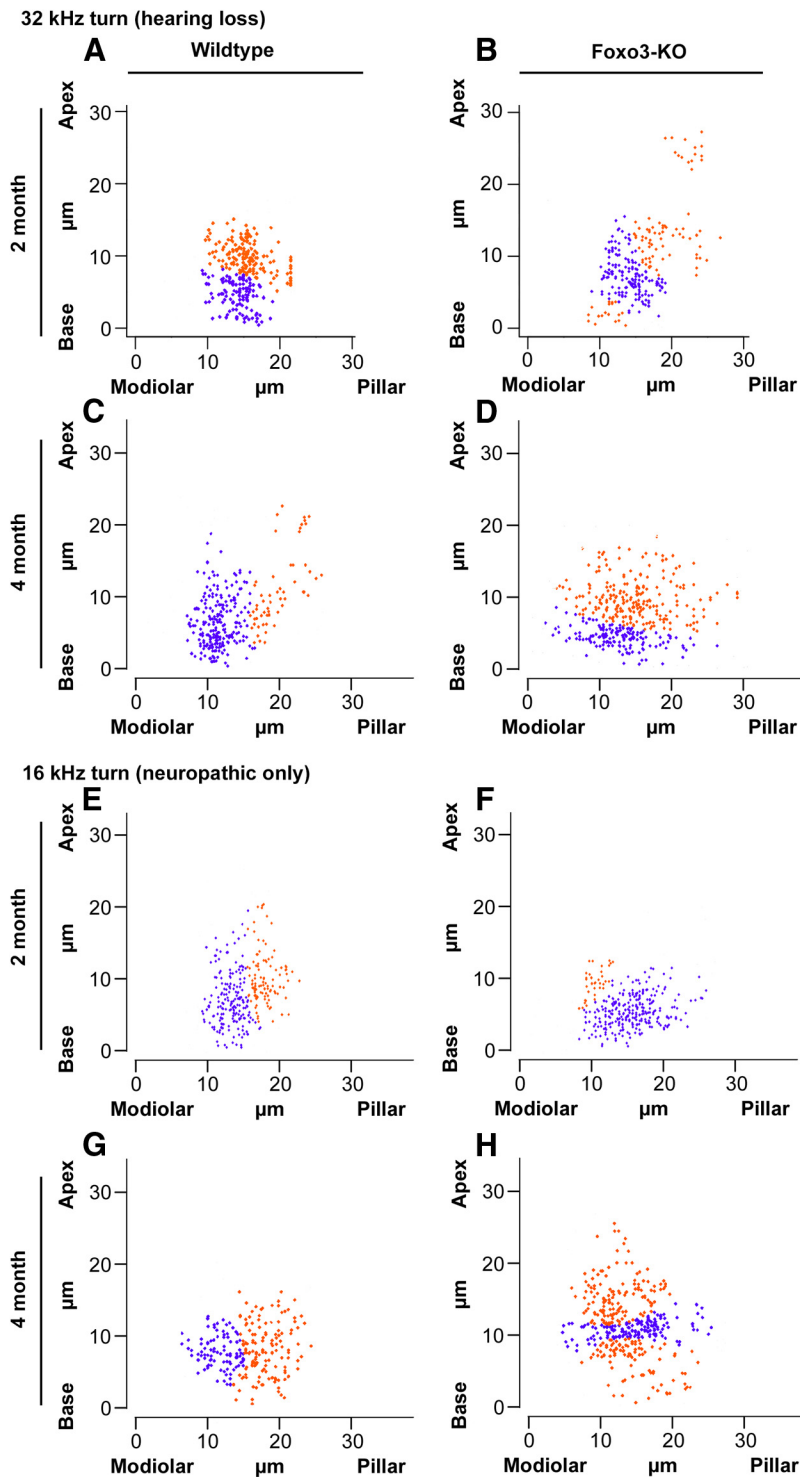 32 kHz turn (hearing loss)
A Wildtype
B Foxo3-KO
2 month
Apex
µm
Base
30
20
10
0
0 10 20 30
Modiolar µm Pillar
Apex
µm
Base
30
20
10
0
0 10 20 30
Modiolar µm Pillar
C
D
4 month
Apex
µm
Base
30
20
10
0
0 10 20 30
Modiolar µm Pillar
Apex
µm
Base
30
20
10
0
0 10 20 30
Modiolar µm Pillar
16 kHz turn (neuropathic only)
E
F
2 month
Apex
µm
Base
30
20
10
0
0 10 20 30
Modiolar µm Pillar
Apex
µm
Base
30
20
10
0
0 10 20 30
Modiolar µm Pillar
G
H
4 month
Apex
µm
Base
30
20
10
0
0 10 20 30
Modiolar µm Pillar
Apex
µm
Base
30
20
10
0
0 10 20 30
Modiolar µm Pillar